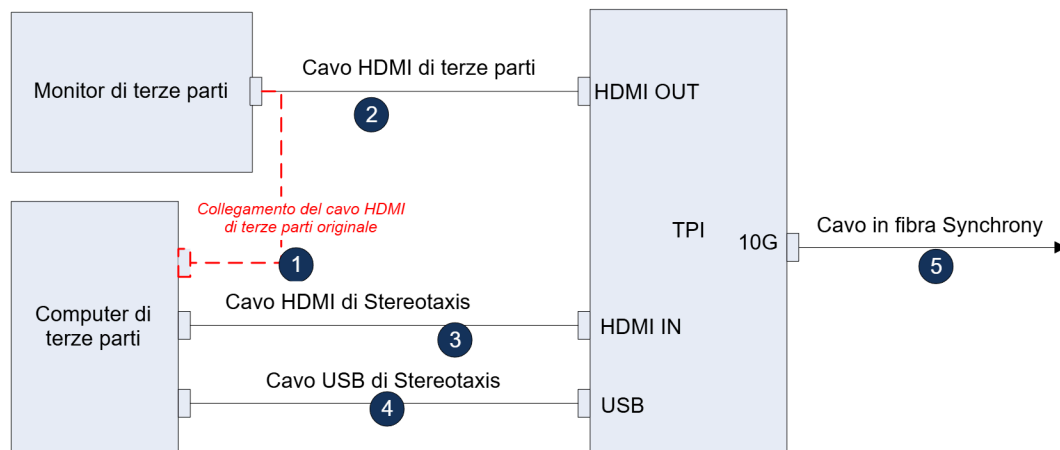 Monitor di terze parti
Cavo HDMI di terze parti
2
HDMI OUT
Collegamento del cavo HDMI
di terze parti originale
1
TPI
10G
Cavo in fibra Synchrony
5
Computer di
terze parti
Cavo HDMI di Stereotaxis
3
HDMI IN
Cavo USB di Stereotaxis
4
USB